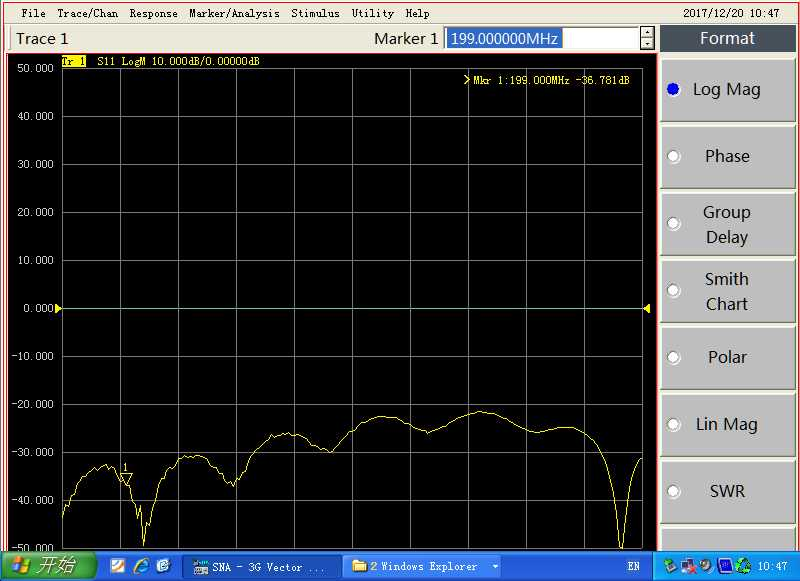 File Trace/Chan Response Marker/Analysis Stimulus Utility Help 2017/12/20 10:47
Trace 1 Marker 1 199.000000MHz Format
Tr 1 S11 LogM 10.000dB/0.00000dB
>Mkr 1:199.000MHz -36.781dB
50.000
40.000
30.000
20.000
10.000
0.000
-10.000
-20.000
-30.000
-40.000
-50.000
1
Log Mag
Phase
Group
Delay
Smith
Chart
Polar
Lin Mag
SWR
开始 SNA - 3G Vector ... 2 Windows Explorer EN 10:47